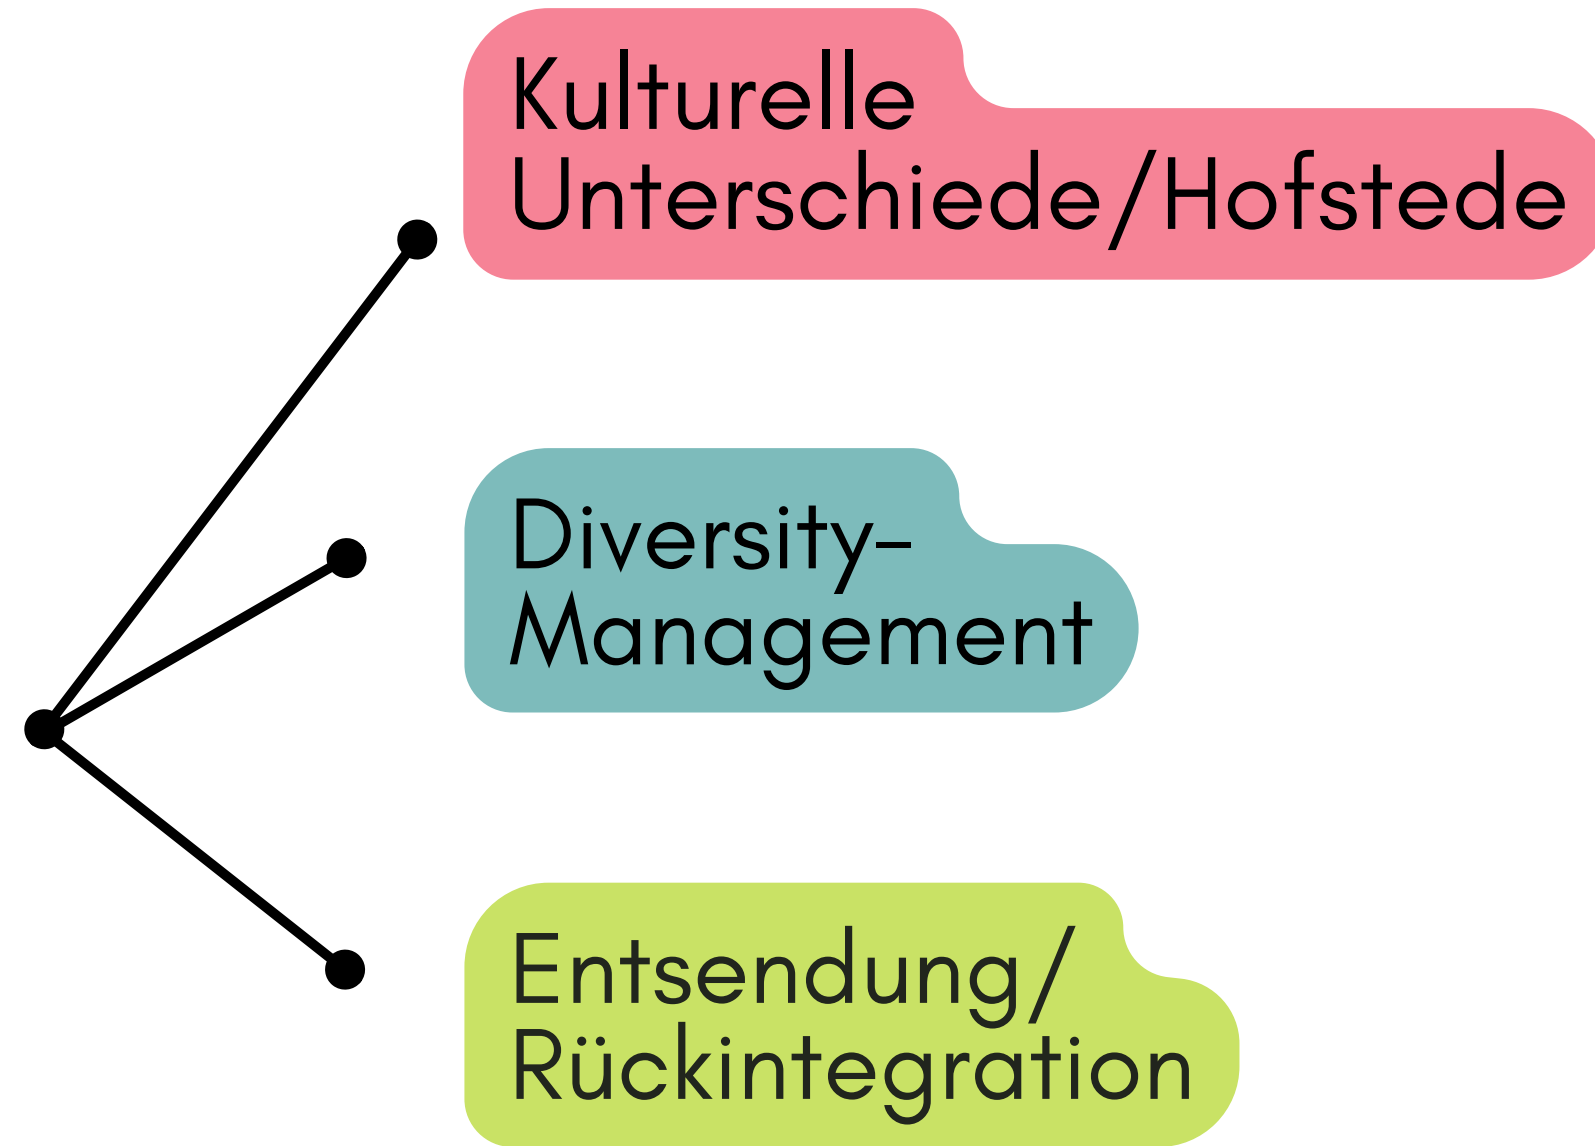 Kulturelle
Unterschiede/Hofstede
Diversity-
Management
Entsendung/
Rückintegration